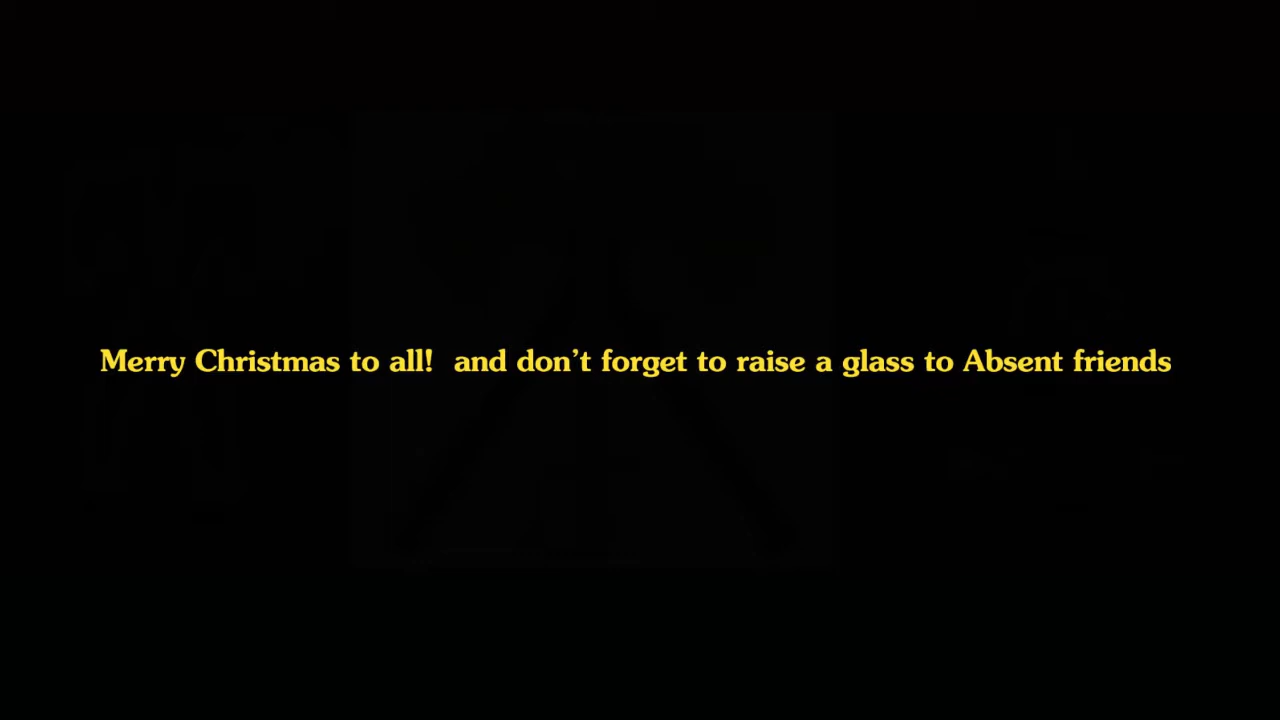 Merry Christmas to all!  and don’t forget to raise a glass to Absent friends